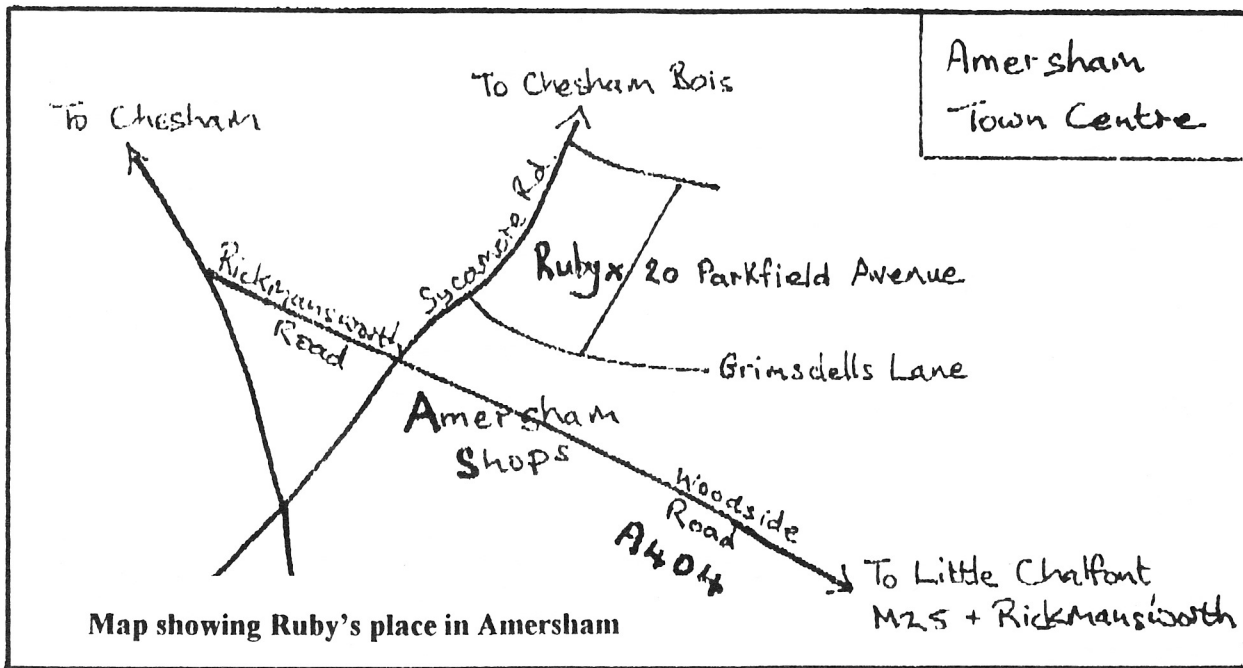 Amersham
Town Centre
To Chesham Bois
To Chesham
Sycamore Rd.
Rickmansworth
Road
Ruby x 20 Parkfield Avenue
Grimsdells Lane
Amersham
Shops
Woodside
Road
A404
To Little Chalfont
M25 + Rickmansworth
Map showing Ruby's place in Amersham